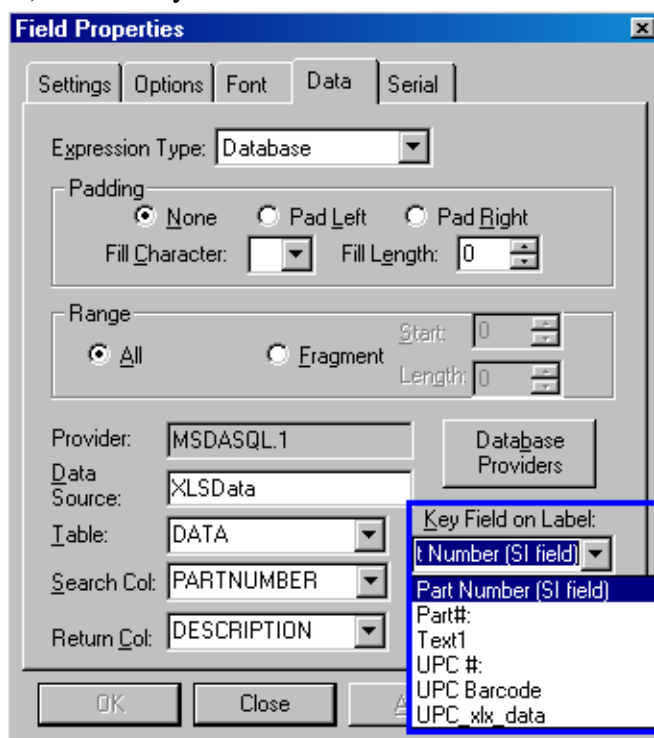 Field Properties
Settings Options Font Data Serial
Expression Type: Database
Padding
None Pad Left Pad Right
Fill Character: Fill Length: 0
Range
All Fragment
Start: 0
Length: 0
Provider: MSDASQL.1
Database Providers
Data Source: XLSData
Key Field on Label:
Table: DATA
t Number (SI field)
Search Col: PARTNUMBER
Part Number (SI field)
Part#:
Return Col: DESCRIPTION
Text1
UPC #:
UPC Barcode
UPC_xlx_data
OK Close